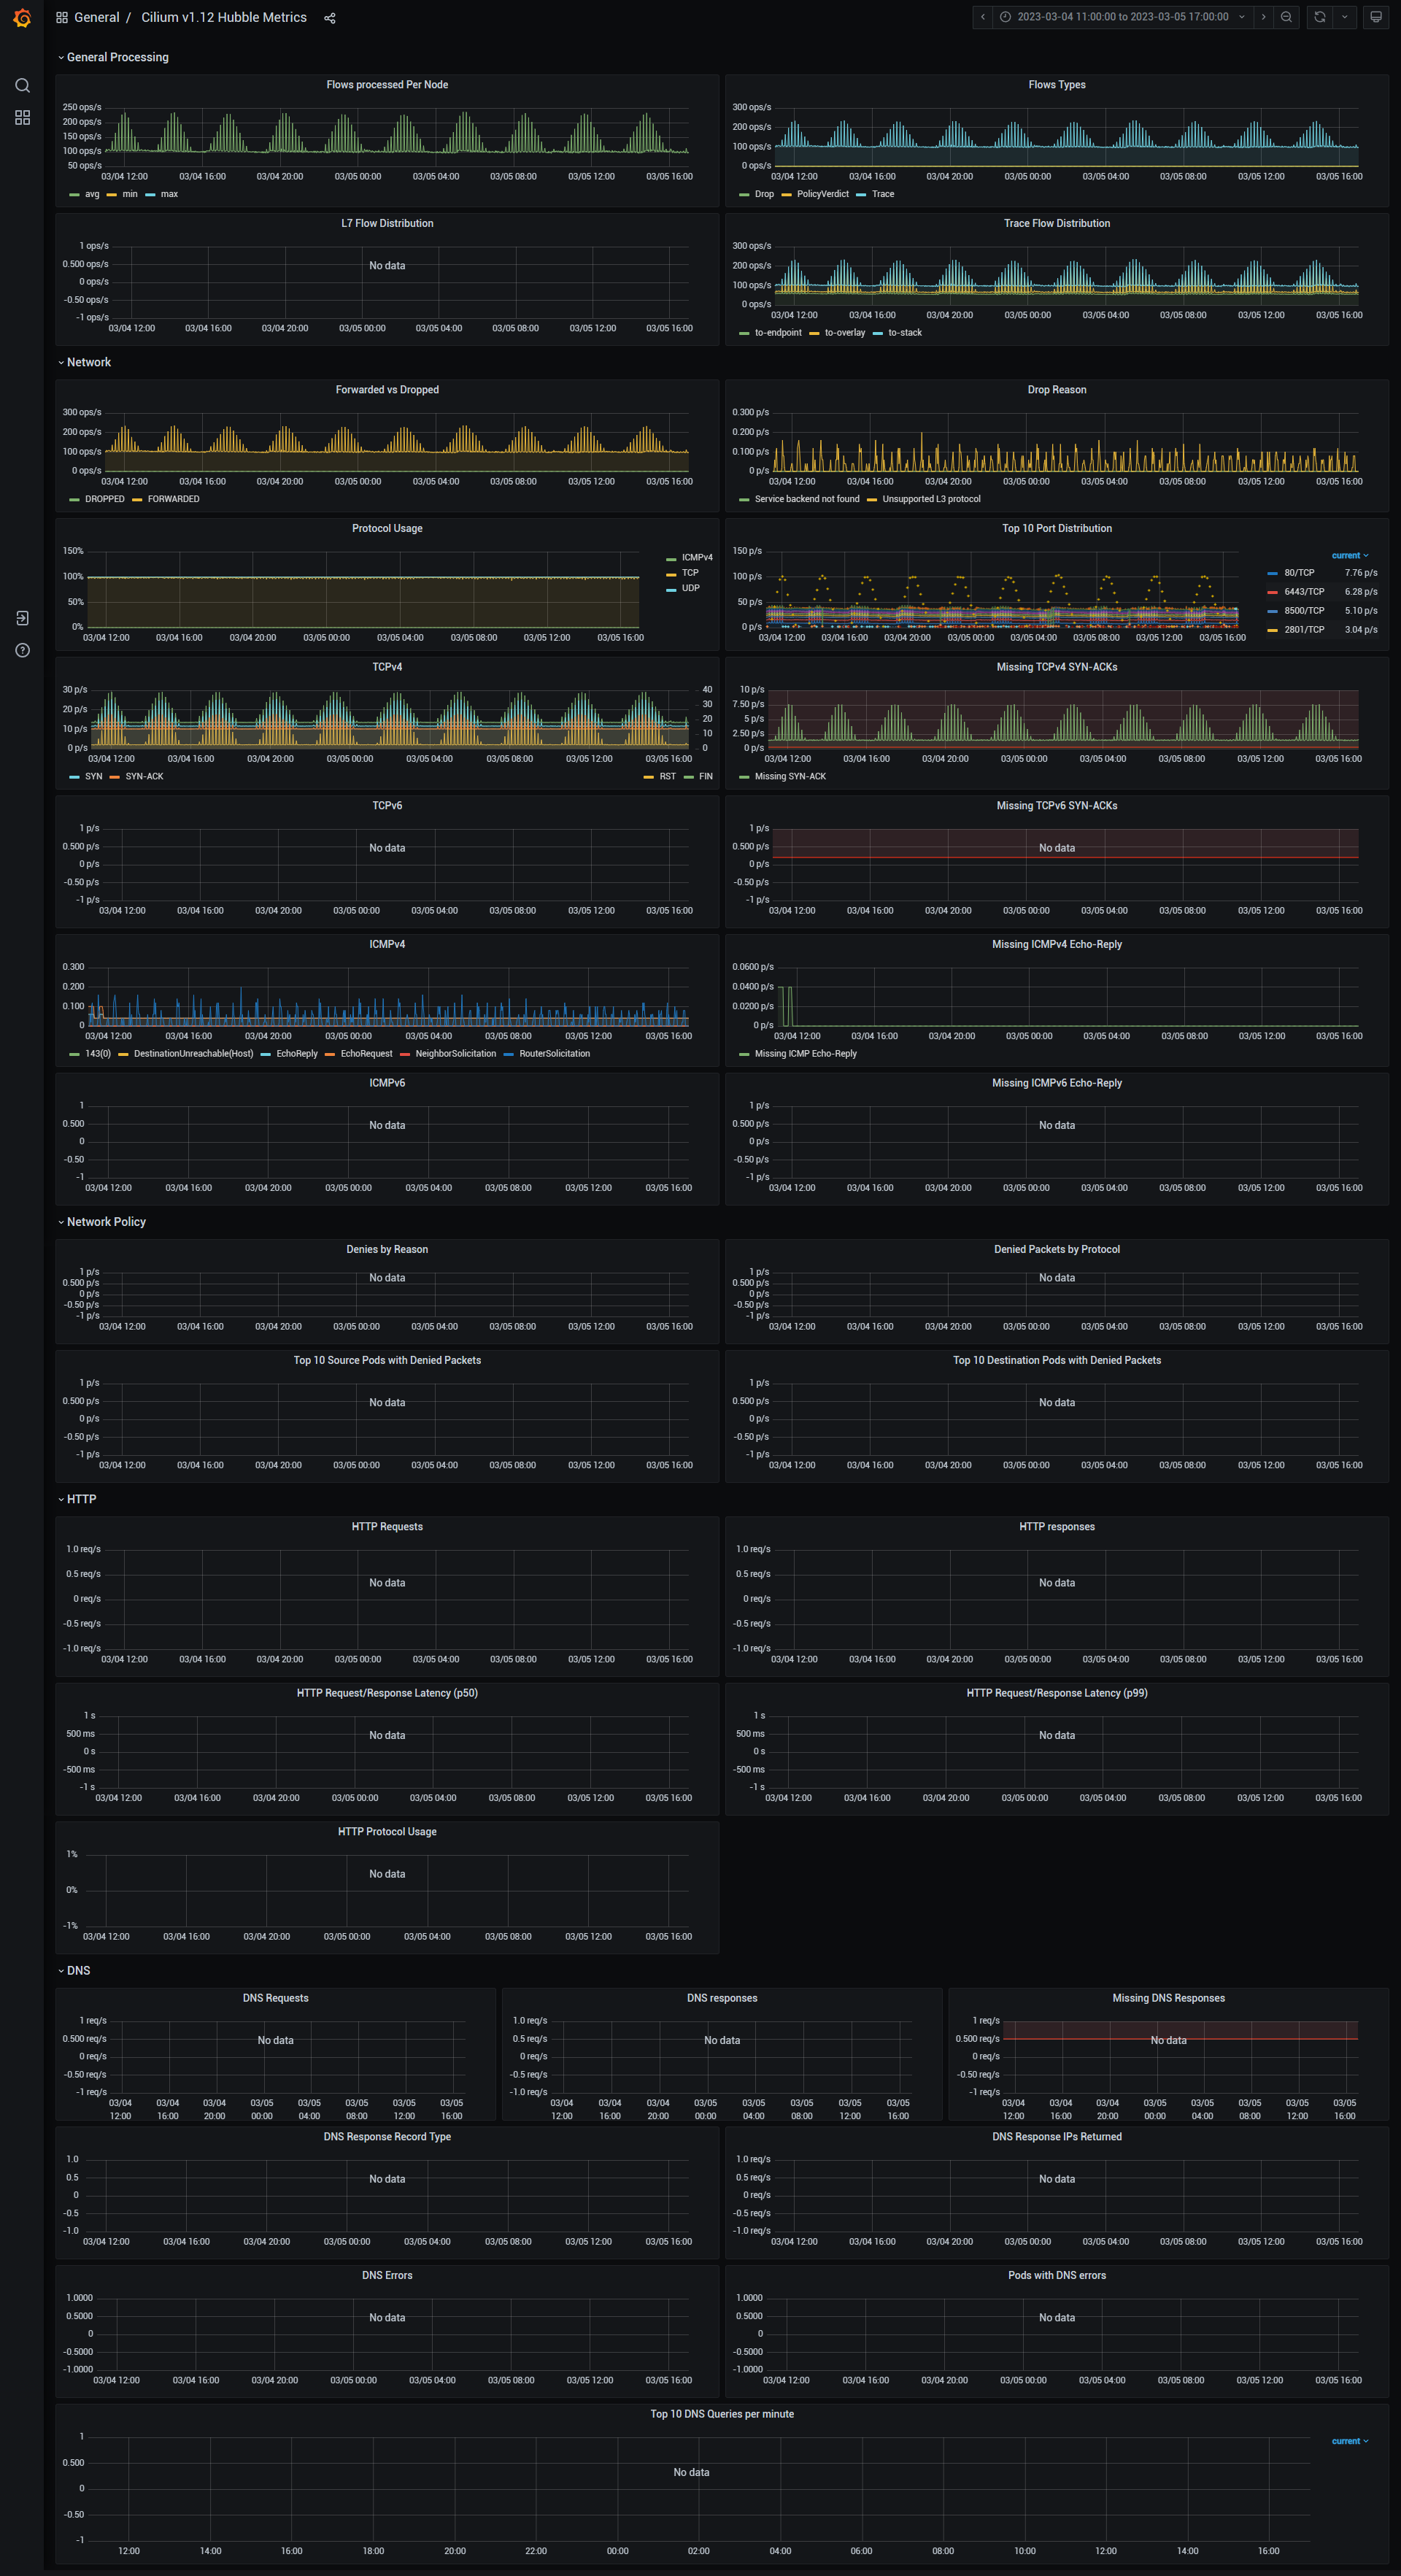 General / Cilium v1.12 Hubble Metrics
2023-03-04 11:00:00 to 2023-03-05 17:00:00
General Processing
Flows processed Per Node
250 ops/s
200 ops/s
150 ops/s
100 ops/s
50 ops/s
03/04 12:00 03/04 16:00 03/04 20:00 03/05 00:00 03/05 04:00 03/05 08:00 03/05 12:00 03/05 16:00
avg min max
Flows Types
300 ops/s
200 ops/s
100 ops/s
0 ops/s
03/04 12:00 03/04 16:00 03/04 20:00 03/05 00:00 03/05 04:00 03/05 08:00 03/05 12:00 03/05 16:00
Drop PolicyVerdict Trace
L7 Flow Distribution
1 ops/s
0.500 ops/s
0 ops/s
-0.50 ops/s
-1 ops/s
No data
03/04 12:00 03/04 16:00 03/04 20:00 03/05 00:00 03/05 04:00 03/05 08:00 03/05 12:00 03/05 16:00
Trace Flow Distribution
300 ops/s
200 ops/s
100 ops/s
0 ops/s
03/04 12:00 03/04 16:00 03/04 20:00 03/05 00:00 03/05 04:00 03/05 08:00 03/05 12:00 03/05 16:00
to-endpoint to-overlay to-stack
Network
Forwarded vs Dropped
300 ops/s
200 ops/s
100 ops/s
0 ops/s
03/04 12:00 03/04 16:00 03/04 20:00 03/05 00:00 03/05 04:00 03/05 08:00 03/05 12:00 03/05 16:00
DROPPED FORWARDED
Drop Reason
0.300 p/s
0.200 p/s
0.100 p/s
0 p/s
03/04 12:00 03/04 16:00 03/04 20:00 03/05 00:00 03/05 04:00 03/05 08:00 03/05 12:00 03/05 16:00
Service backend not found Unsupported L3 protocol
Protocol Usage
150%
100%
50%
0%
03/04 12:00 03/04 16:00 03/04 20:00 03/05 00:00 03/05 04:00 03/05 08:00 03/05 12:00 03/05 16:00
ICMPv4
TCP
UDP
Top 10 Port Distribution
150 p/s
100 p/s
50 p/s
0 p/s
03/04 12:00 03/04 16:00 03/04 20:00 03/05 00:00 03/05 04:00 03/05 08:00 03/05 12:00 03/05 16:00
current
80/TCP 7.76 p/s
6443/TCP 6.28 p/s
8500/TCP 5.10 p/s
2801/TCP 3.04 p/s
TCPv4
30 p/s
20 p/s
10 p/s
0 p/s
40
30
20
10
0
03/04 12:00 03/04 16:00 03/04 20:00 03/05 00:00 03/05 04:00 03/05 08:00 03/05 12:00 03/05 16:00
SYN SYN-ACK RST FIN
Missing TCPv4 SYN-ACKs
10 p/s
7.50 p/s
5 p/s
2.50 p/s
0 p/s
03/04 12:00 03/04 16:00 03/04 20:00 03/05 00:00 03/05 04:00 03/05 08:00 03/05 12:00 03/05 16:00
Missing SYN-ACK
TCPv6
1 p/s
0.500 p/s
0 p/s
-0.50 p/s
-1 p/s
No data
03/04 12:00 03/04 16:00 03/04 20:00 03/05 00:00 03/05 04:00 03/05 08:00 03/05 12:00 03/05 16:00
Missing TCPv6 SYN-ACKs
1 p/s
0.500 p/s
0 p/s
-0.50 p/s
-1 p/s
No data
03/04 12:00 03/04 16:00 03/04 20:00 03/05 00:00 03/05 04:00 03/05 08:00 03/05 12:00 03/05 16:00
ICMPv4
0.300
0.200
0.100
0
03/04 12:00 03/04 16:00 03/04 20:00 03/05 00:00 03/05 04:00 03/05 08:00 03/05 12:00 03/05 16:00
143(0) DestinationUnreachable(Host) EchoReply EchoRequest NeighborSolicitation RouterSolicitation
Missing ICMPv4 Echo-Reply
0.0600 p/s
0.0400 p/s
0.0200 p/s
0 p/s
03/04 12:00 03/04 16:00 03/04 20:00 03/05 00:00 03/05 04:00 03/05 08:00 03/05 12:00 03/05 16:00
Missing ICMP Echo-Reply
ICMPv6
1
0.500
0
-0.50
-1
No data
03/04 12:00 03/04 16:00 03/04 20:00 03/05 00:00 03/05 04:00 03/05 08:00 03/05 12:00 03/05 16:00
Missing ICMPv6 Echo-Reply
1 p/s
0.500 p/s
0 p/s
-0.50 p/s
-1 p/s
No data
03/04 12:00 03/04 16:00 03/04 20:00 03/05 00:00 03/05 04:00 03/05 08:00 03/05 12:00 03/05 16:00
Network Policy
Denies by Reason
1 p/s
0.500 p/s
0 p/s
-0.50 p/s
-1 p/s
No data
03/04 12:00 03/04 16:00 03/04 20:00 03/05 00:00 03/05 04:00 03/05 08:00 03/05 12:00 03/05 16:00
Denied Packets by Protocol
1 p/s
0.500 p/s
0 p/s
-0.50 p/s
-1 p/s
No data
03/04 12:00 03/04 16:00 03/04 20:00 03/05 00:00 03/05 04:00 03/05 08:00 03/05 12:00 03/05 16:00
Top 10 Source Pods with Denied Packets
1 p/s
0.500 p/s
0 p/s
-0.50 p/s
-1 p/s
No data
03/04 12:00 03/04 16:00 03/04 20:00 03/05 00:00 03/05 04:00 03/05 08:00 03/05 12:00 03/05 16:00
Top 10 Destination Pods with Denied Packets
1 p/s
0.500 p/s
0 p/s
-0.50 p/s
-1 p/s
No data
03/04 12:00 03/04 16:00 03/04 20:00 03/05 00:00 03/05 04:00 03/05 08:00 03/05 12:00 03/05 16:00
HTTP
HTTP Requests
1.0 req/s
0.5 req/s
0 req/s
-0.5 req/s
-1.0 req/s
No data
03/04 12:00 03/04 16:00 03/04 20:00 03/05 00:00 03/05 04:00 03/05 08:00 03/05 12:00 03/05 16:00
HTTP responses
1.0 req/s
0.5 req/s
0 req/s
-0.5 req/s
-1.0 req/s
No data
03/04 12:00 03/04 16:00 03/04 20:00 03/05 00:00 03/05 04:00 03/05 08:00 03/05 12:00 03/05 16:00
HTTP Request/Response Latency (p50)
1 s
500 ms
0 s
-500 ms
-1 s
No data
03/04 12:00 03/04 16:00 03/04 20:00 03/05 00:00 03/05 04:00 03/05 08:00 03/05 12:00 03/05 16:00
HTTP Request/Response Latency (p99)
1 s
500 ms
0 s
-500 ms
-1 s
No data
03/04 12:00 03/04 16:00 03/04 20:00 03/05 00:00 03/05 04:00 03/05 08:00 03/05 12:00 03/05 16:00
HTTP Protocol Usage
1%
0%
-1%
No data
03/04 12:00 03/04 16:00 03/04 20:00 03/05 00:00 03/05 04:00 03/05 08:00 03/05 12:00 03/05 16:00
DNS
DNS Requests
1 req/s
0.500 req/s
0 req/s
-0.50 req/s
-1 req/s
No data
03/04 03/04 03/04 03/05 03/05 03/05 03/05 03/05
12:00 16:00 20:00 00:00 04:00 08:00 12:00 16:00
DNS responses
1.0 req/s
0.5 req/s
0 req/s
-0.5 req/s
-1.0 req/s
No data
03/04 03/04 03/04 03/05 03/05 03/05 03/05 03/05
12:00 16:00 20:00 00:00 04:00 08:00 12:00 16:00
Missing DNS Responses
1 req/s
0.500 req/s
0 req/s
-0.50 req/s
-1 req/s
No data
03/04 03/04 03/04 03/05 03/05 03/05 03/05 03/05
12:00 16:00 20:00 00:00 04:00 08:00 12:00 16:00
DNS Response Record Type
1.0
0.5
0
-0.5
-1.0
No data
03/04 12:00 03/04 16:00 03/04 20:00 03/05 00:00 03/05 04:00 03/05 08:00 03/05 12:00 03/05 16:00
DNS Response IPs Returned
1.0 req/s
0.5 req/s
0 req/s
-0.5 req/s
-1.0 req/s
No data
03/04 12:00 03/04 16:00 03/04 20:00 03/05 00:00 03/05 04:00 03/05 08:00 03/05 12:00 03/05 16:00
DNS Errors
1.0000
0.5000
0
-0.5000
-1.0000
No data
03/04 12:00 03/04 16:00 03/04 20:00 03/05 00:00 03/05 04:00 03/05 08:00 03/05 12:00 03/05 16:00
Pods with DNS errors
1.0000
0.5000
0
-0.5000
-1.0000
No data
03/04 12:00 03/04 16:00 03/04 20:00 03/05 00:00 03/05 04:00 03/05 08:00 03/05 12:00 03/05 16:00
Top 10 DNS Queries per minute
1
0.500
0
-0.50
-1
No data
current
12:00 14:00 16:00 18:00 20:00 22:00 00:00 02:00 04:00 06:00 08:00 10:00 12:00 14:00 16:00